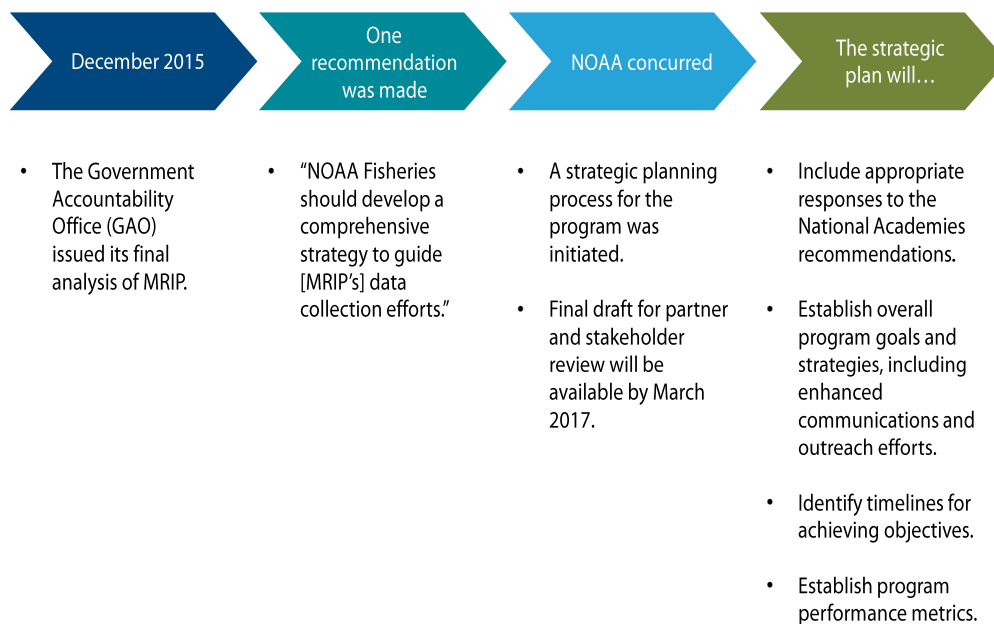 December 2015
One
recommendation
was made
NOAA concurred
The strategic
plan will…
• The Government
Accountability
Office (GAO)
issued its final
analysis of MRIP.
• “NOAA Fisheries
should develop a
comprehensive
strategy to guide
[MRIP’s] data
collection efforts.”
• A strategic planning
process for the
program was
initiated.
• Final draft for partner
and stakeholder
review will be
available by March
2017.
• Include appropriate
responses to the
National Academies
recommendations.
• Establish overall
program goals and
strategies, including
enhanced
communications and
outreach efforts.
• Identify timelines for
achieving objectives.
• Establish program
performance metrics.